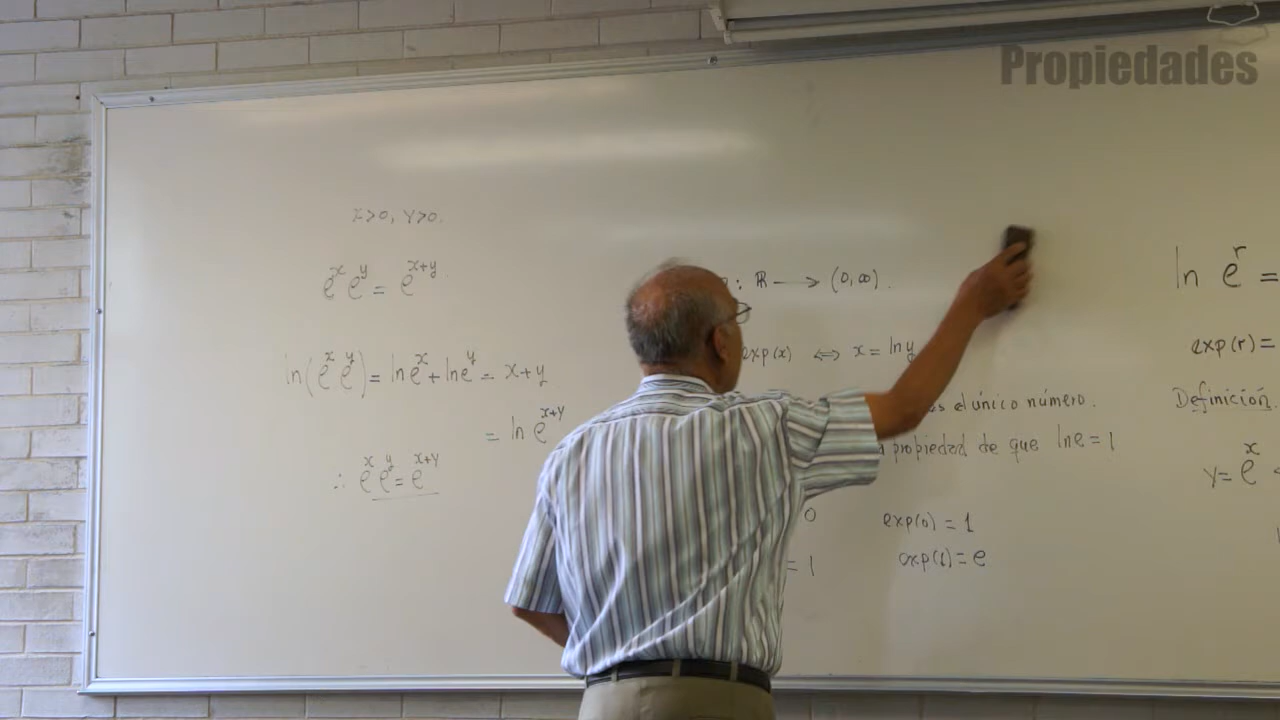 Propiedades
x>0, y>0.
e^x e^y = e^{x+y}.
ln(e^x e^y) = ln e^x + ln e^y = x+y
= ln e^{x+y}
∴ e^x e^y = e^{x+y}
: ℝ ⟶ (0,∞).
exp(x) ⟺ x = ln y
el único número.
propiedad de que ln e = 1
0
= 1
exp(0) = 1
exp(1) = e
ln e^r =
exp(r) =
Definición.
y = e^x